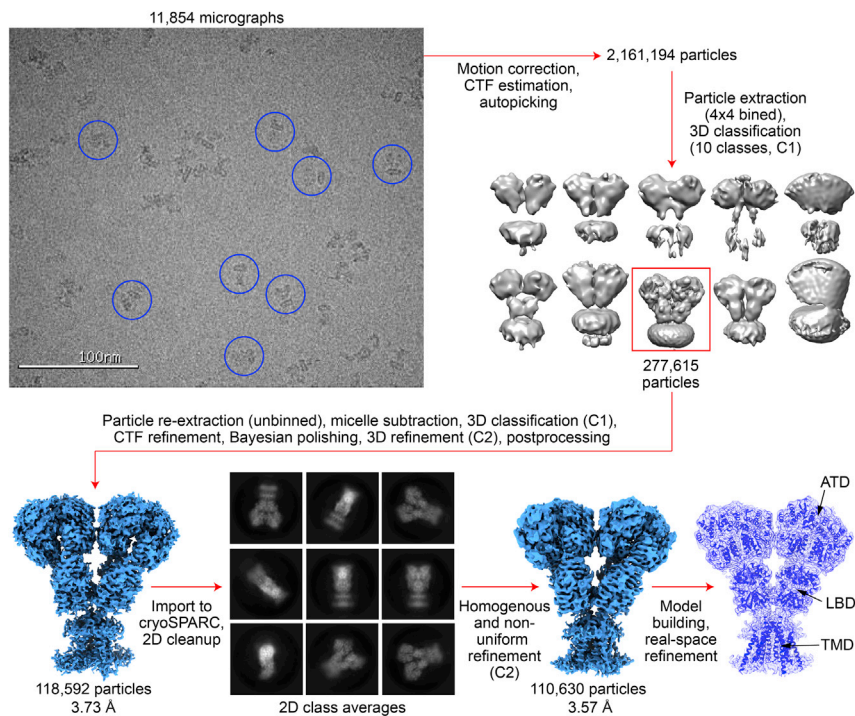 11,854 micrographs
100nm
Motion correction,
CTF estimation,
autopicking
2,161,194 particles
Particle extraction
(4x4 bined),
3D classification
(10 classes, C1)
277,615
particles
Particle re-extraction (unbinned), micelle subtraction, 3D classification (C1),
CTF refinement, Bayesian polishing, 3D refinement (C2), postprocessing
118,592 particles
3.73 Å
Import to
cryoSPARC,
2D cleanup
2D class averages
Homogenous
and non-
uniform
refinement
(C2)
110,630 particles
3.57 Å
Model
building,
real-space
refinement
ATD
LBD
TMD